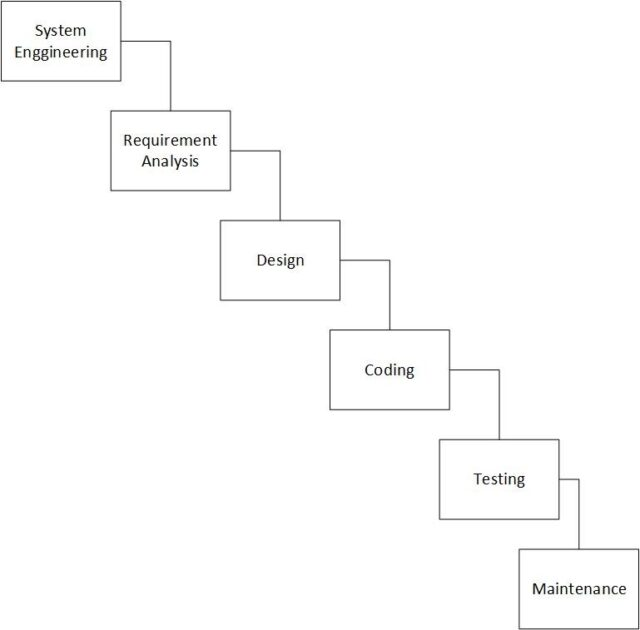 System
Enggineering
Requirement
Analysis
Design
Coding
Testing
Maintenance